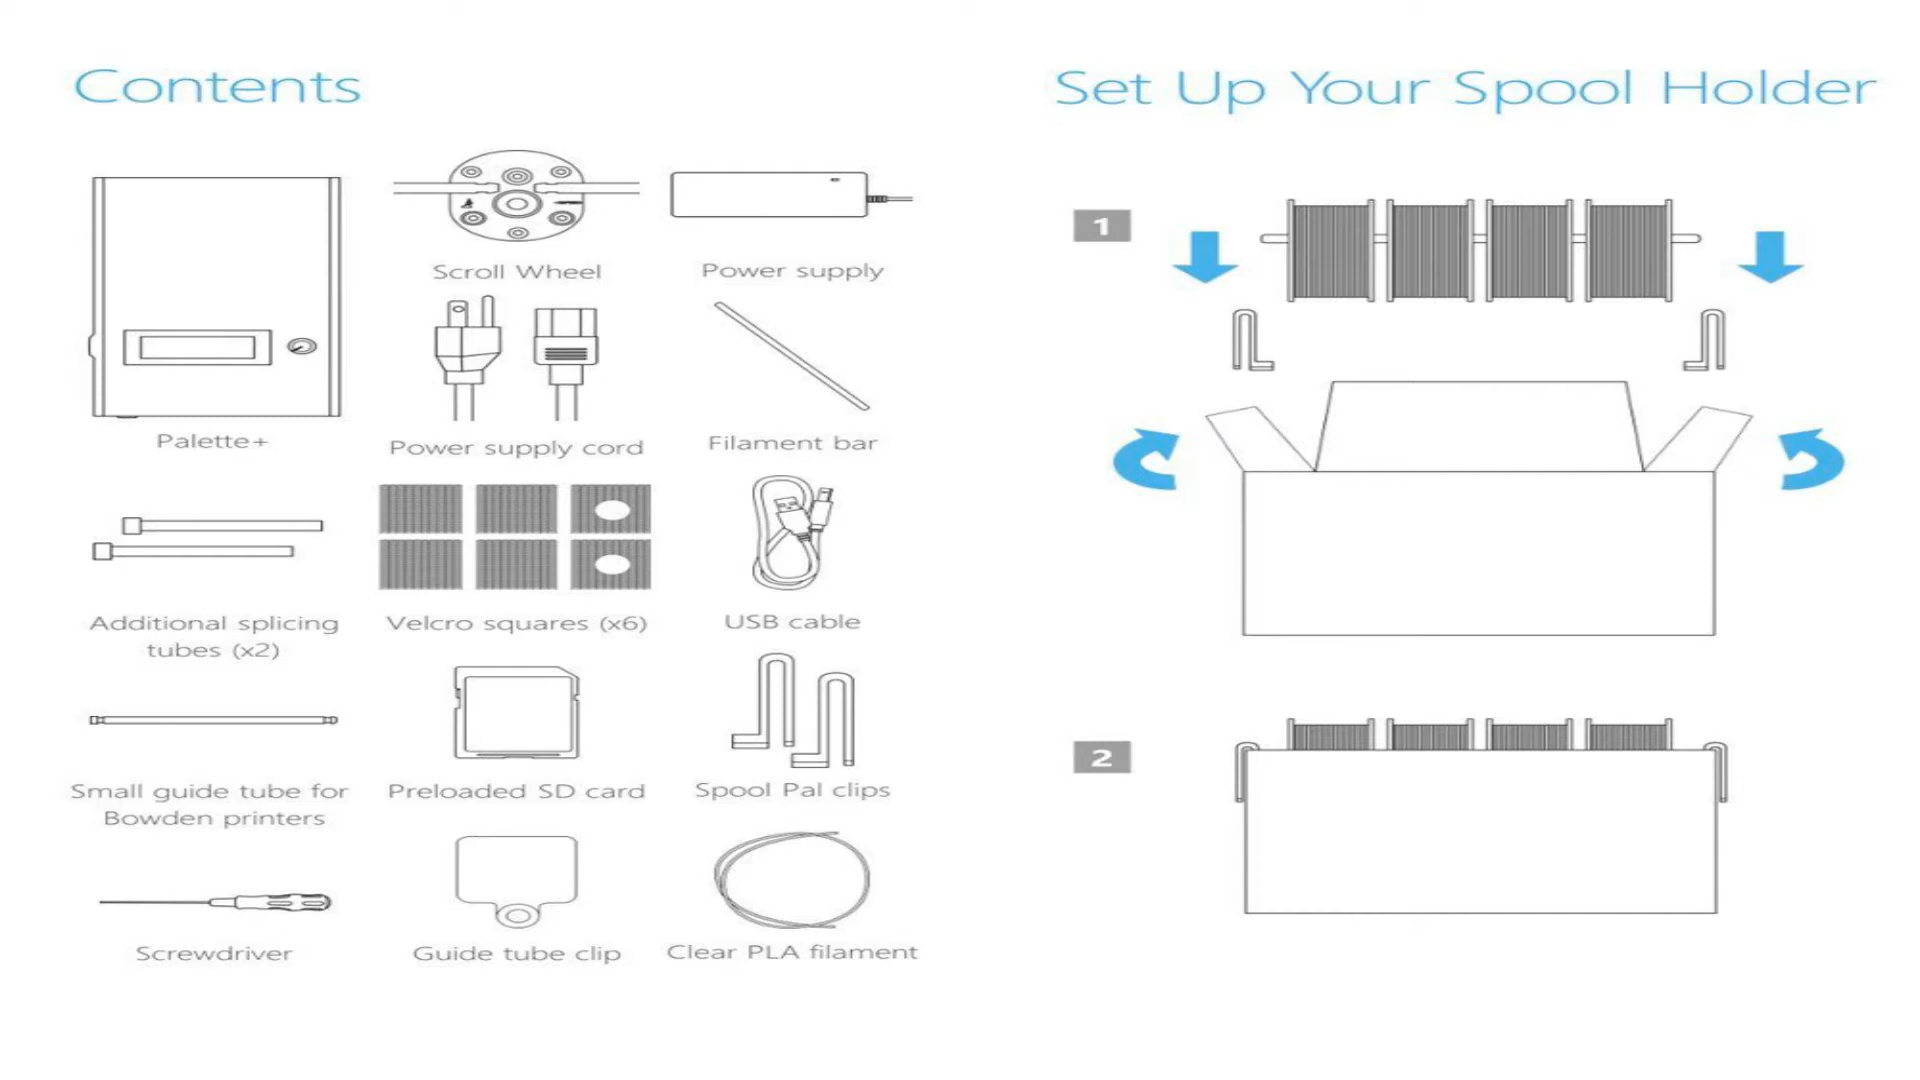 Contents
Scroll Wheel
Power supply
Palette+
Power supply cord
Filament bar
Additional splicing
tubes (x2)
Velcro squares (x6)
USB cable
Small guide tube for
Bowden printers
Preloaded SD card
Spool Pal clips
Screwdriver
Guide tube clip
Clear PLA filament
Set Up Your Spool Holder
1
2